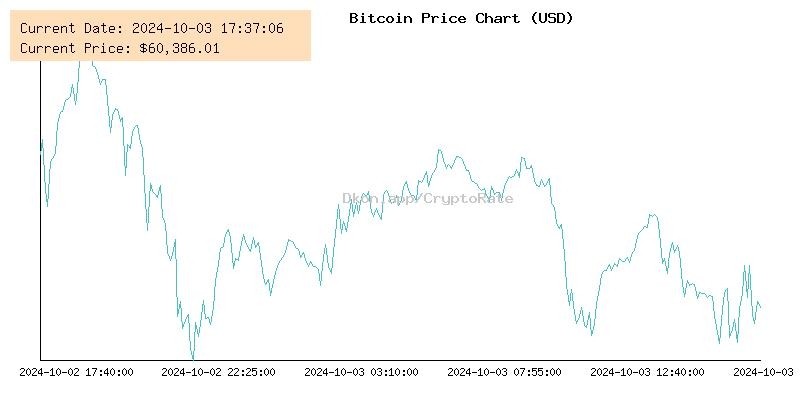 Bitcoin Price Chart (USD)
Current Date: 2024-10-03 17:37:06
Current Price: $60,386.01
Dkon.app/CryptoRate
2024-10-02 17:40:00 2024-10-02 22:25:00 2024-10-03 03:10:00 2024-10-03 07:55:00 2024-10-03 12:40:00 2024-10-03